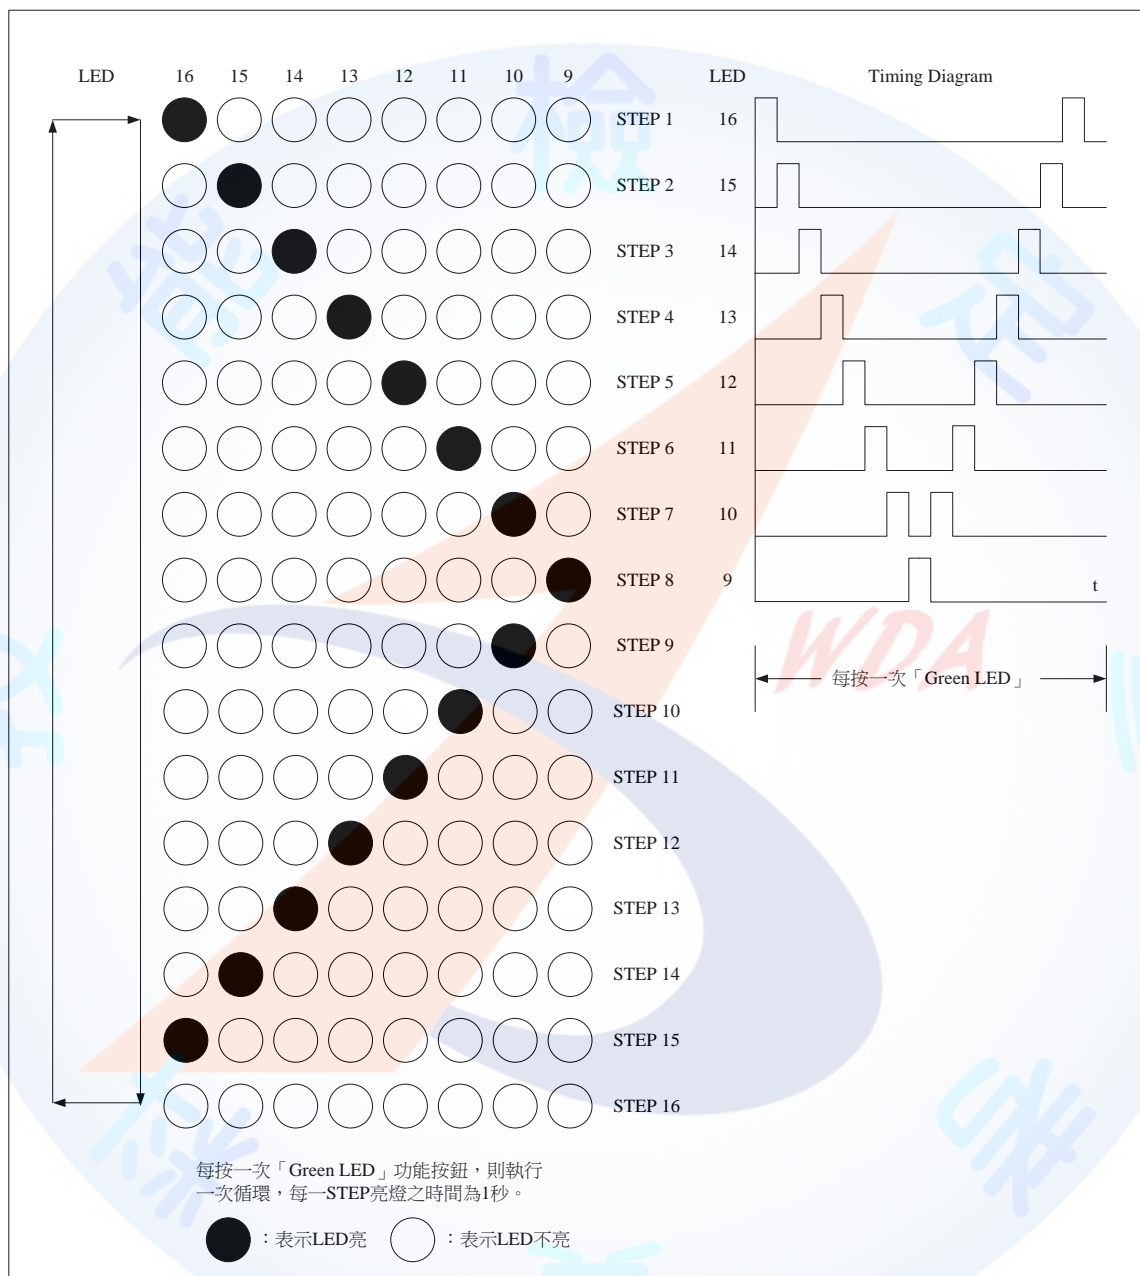 LED 16 15 14 13 12 11 10 9 LED Timing Diagram
STEP 1 16
STEP 2 15
STEP 3 14
STEP 4 13
STEP 5 12
STEP 6 11
STEP 7 10
STEP 8 9 t
STEP 9
WDA
每按一次「Green LED」
STEP 10
STEP 11
STEP 12
STEP 13
STEP 14
STEP 15
STEP 16
每按一次「Green LED」功能按鈕，則執行
一次循環，每一STEP亮燈之時間為1秒。
：表示LED亮 ：表示LED不亮